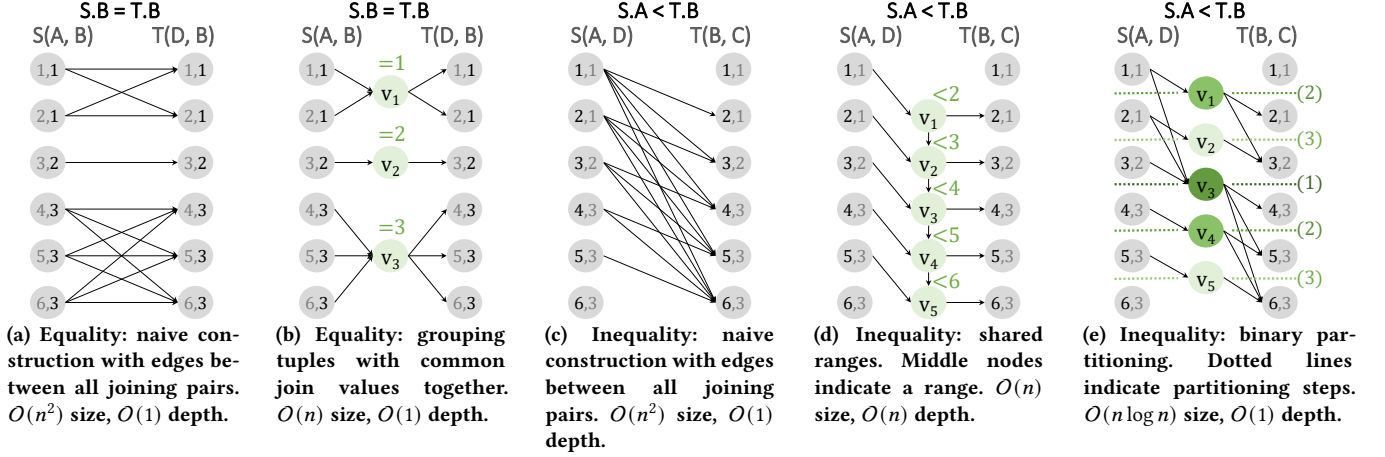 S.B = T.B
S(A, B) T(D, B)
1,1 1,1
2,1 2,1
3,2 3,2
4,3 4,3
5,3 5,3
6,3 6,3
(a) Equality: naive con-
struction with edges be-
tween all joining pairs.
O(n²) size, O(1) depth.
S.B = T.B
S(A, B) T(D, B)
=1
1,1 v₁ 1,1
2,1 2,1
=2
3,2 v₂ 3,2
4,3 4,3
=3
5,3 v₃ 5,3
6,3 6,3
(b) Equality: grouping
tuples with common
join values together.
O(n) size, O(1) depth.
S.A < T.B
S(A, D) T(B, C)
1,1 1,1
2,1 2,1
3,2 3,2
4,3 4,3
5,3 5,3
6,3 6,3
(c) Inequality: naive
construction with edges
between all joining
pairs. O(n²) size, O(1)
depth.
S.A < T.B
S(A, D) T(B, C)
1,1 1,1
<2
2,1 v₁ 2,1
<3
3,2 v₂ 3,2
<4
4,3 v₃ 4,3
<5
5,3 v₄ 5,3
<6
6,3 v₅ 6,3
(d) Inequality: shared
ranges. Middle nodes
indicate a range. O(n)
size, O(n) depth.
S.A < T.B
S(A, D) T(B, C)
1,1 1,1
v₁ (2)
2,1 2,1
v₂ (3)
3,2 3,2
v₃ (1)
4,3 4,3
v₄ (2)
5,3 5,3
v₅ (3)
6,3 6,3
(e) Inequality: binary par-
titioning. Dotted lines
indicate partitioning steps.
O(n log n) size, O(1) depth.